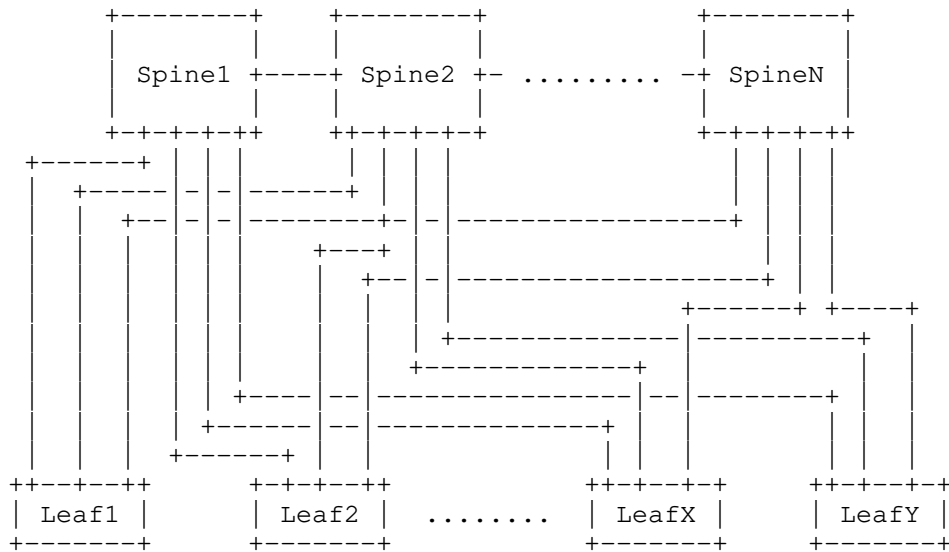 Spine1 Spine2 ......... SpineN
Leaf1 Leaf2 ........ LeafX LeafY